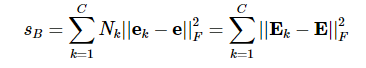 $$s_B = \sum_{k=1}^{C} N_k ||\mathbf{e}_k - \mathbf{e}||_F^2 = \sum_{k=1}^{C} ||\mathbf{E}_k - \mathbf{E}||_F^2$$